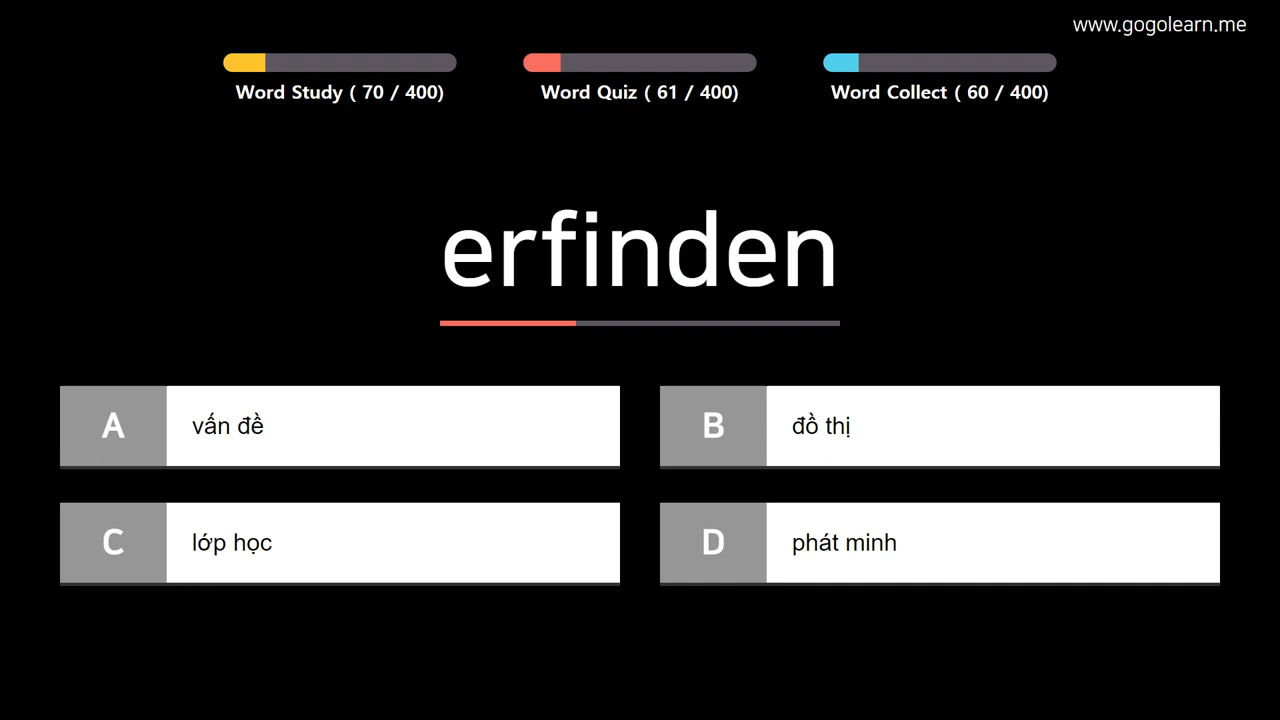 www.gogolearn.me
Word Study ( 70 / 400)
Word Quiz ( 61 / 400)
Word Collect ( 60 / 400)
erfinden
A vấn đề
B đồ thị
C lớp học
D phát minh